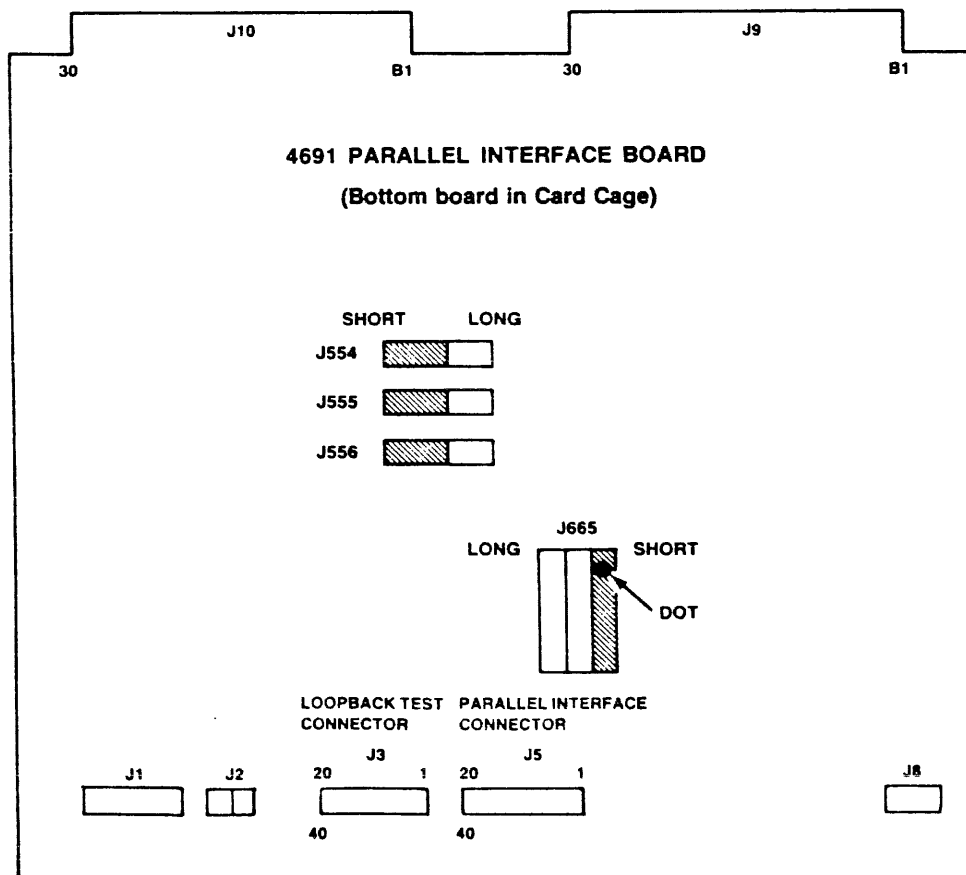 J10 J9
30 B1 30 B1
4691 PARALLEL INTERFACE BOARD
(Bottom board in Card Cage)
SHORT LONG
J554
J555
J556
J665
LONG SHORT
DOT
LOOPBACK TEST CONNECTOR
PARALLEL INTERFACE CONNECTOR
J1 J2 J3 J5 J8
20 1 20 1
40 40